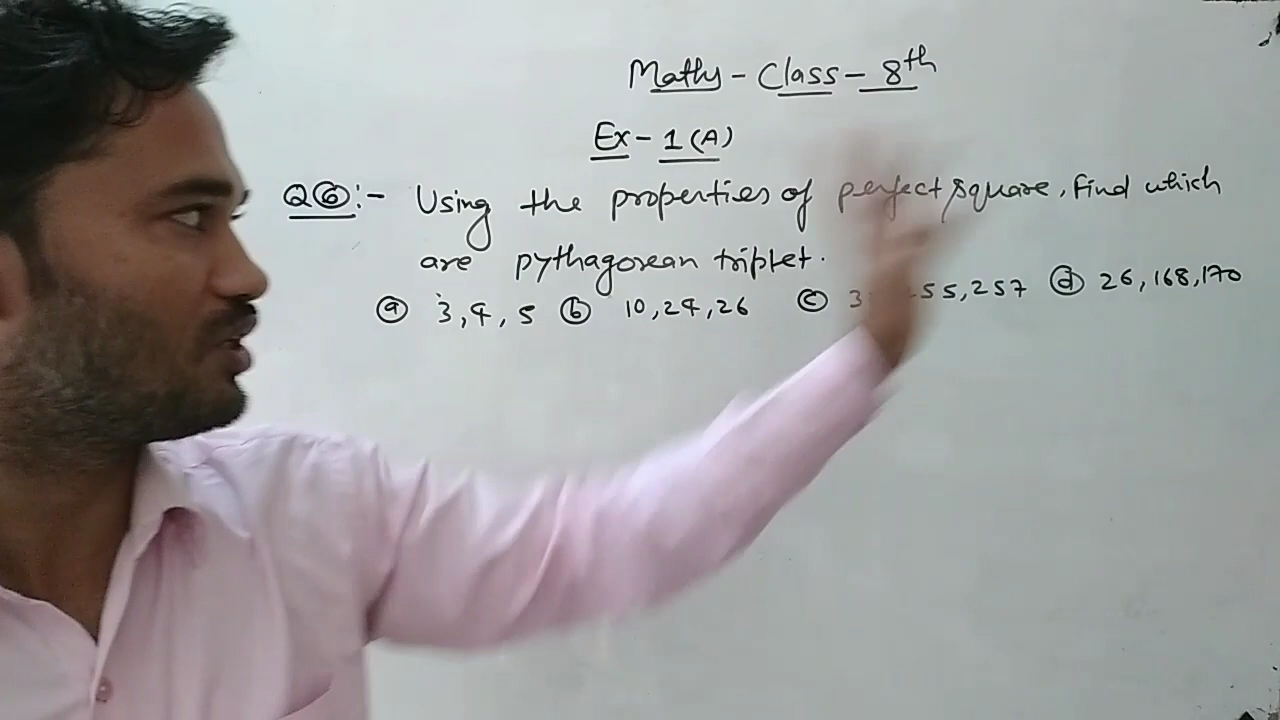 Maths - Class - 8th
Ex - 1 (A)
Q6 :- Using the properties of perfect square, find which
are pythagorean triplet.
(a) 3, 4, 5 (b) 10, 24, 26 (c) 3 55, 257 (d) 26, 168, 170